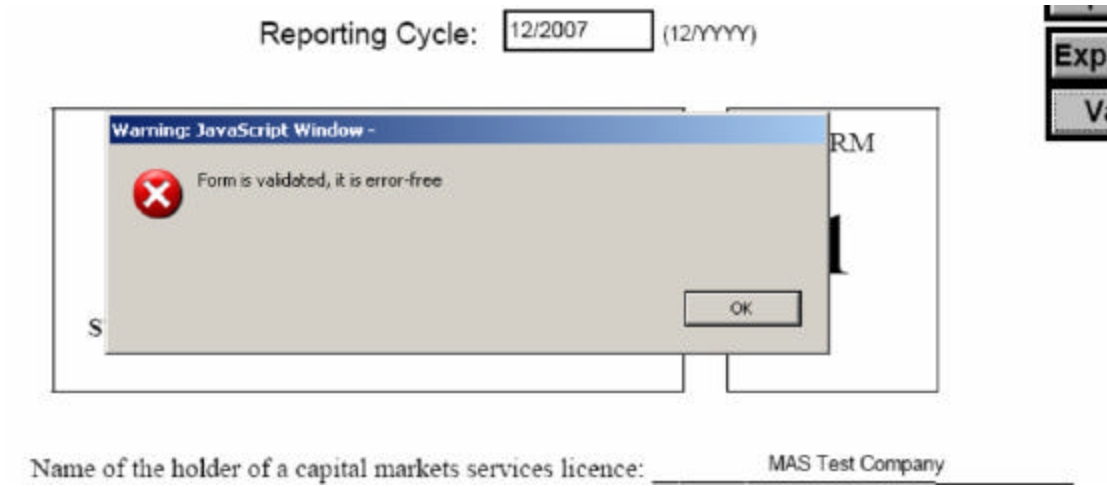 Reporting Cycle: 12/2007 (12/YYYY)
Exp
Va
Warning: JavaScript Window -
RM
Form is validated, it is error-free
1
OK
S
Name of the holder of a capital markets services licence: MAS Test Company